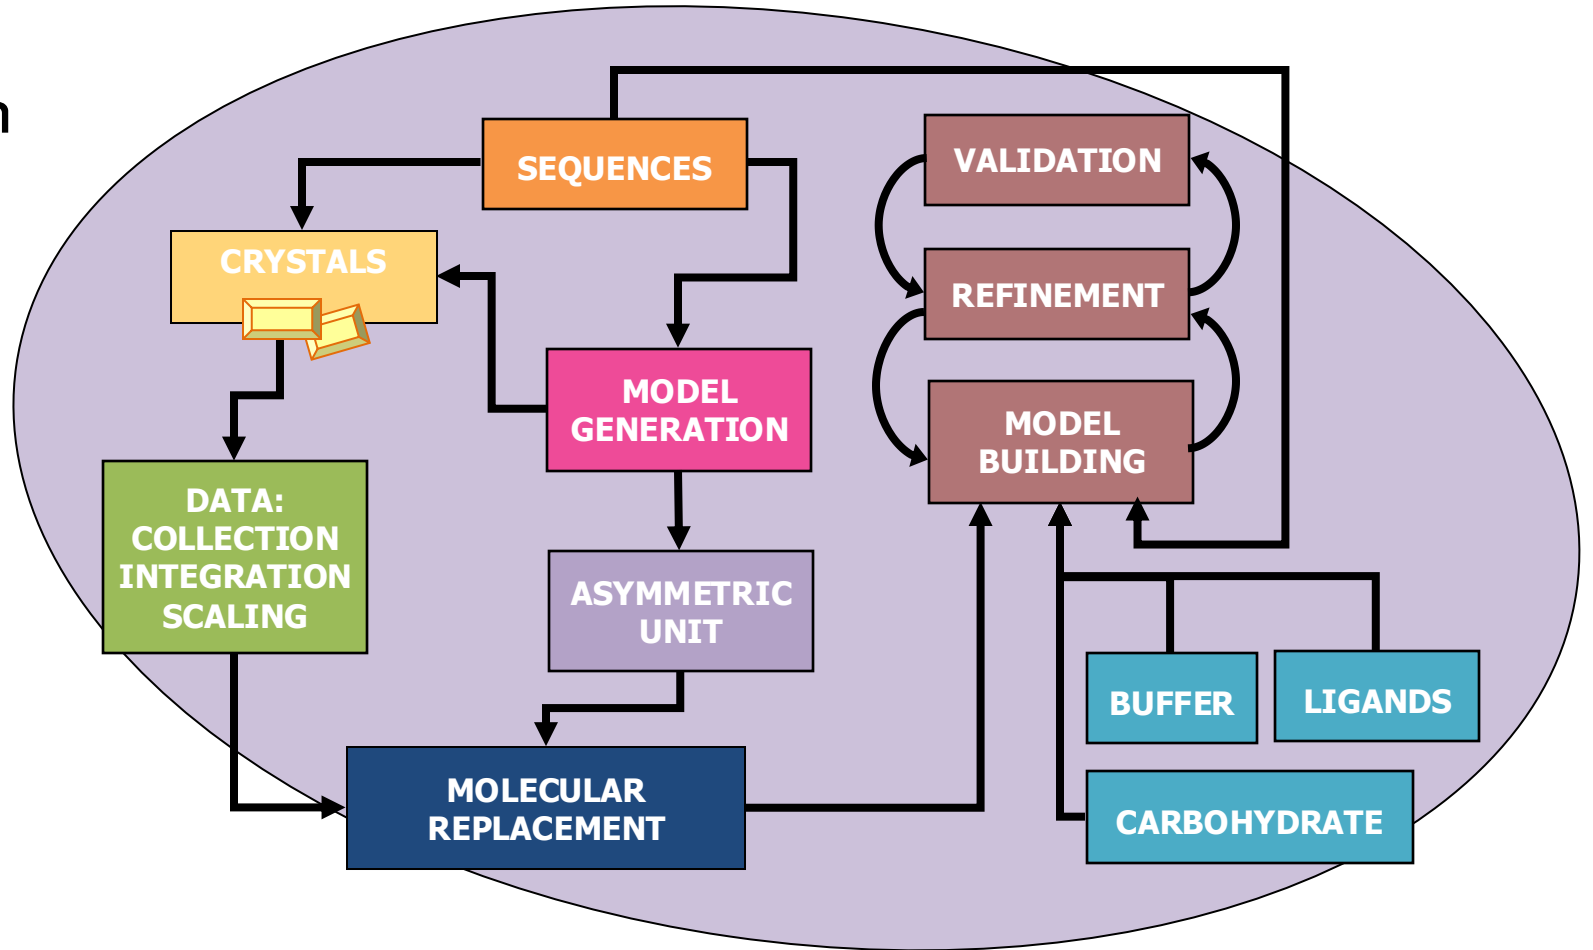 n
SEQUENCES
VALIDATION
CRYSTALS
REFINEMENT
MODEL
GENERATION
MODEL
BUILDING
DATA:
COLLECTION
INTEGRATION
SCALING
ASYMMETRIC
UNIT
BUFFER
LIGANDS
MOLECULAR
REPLACEMENT
CARBOHYDRATE